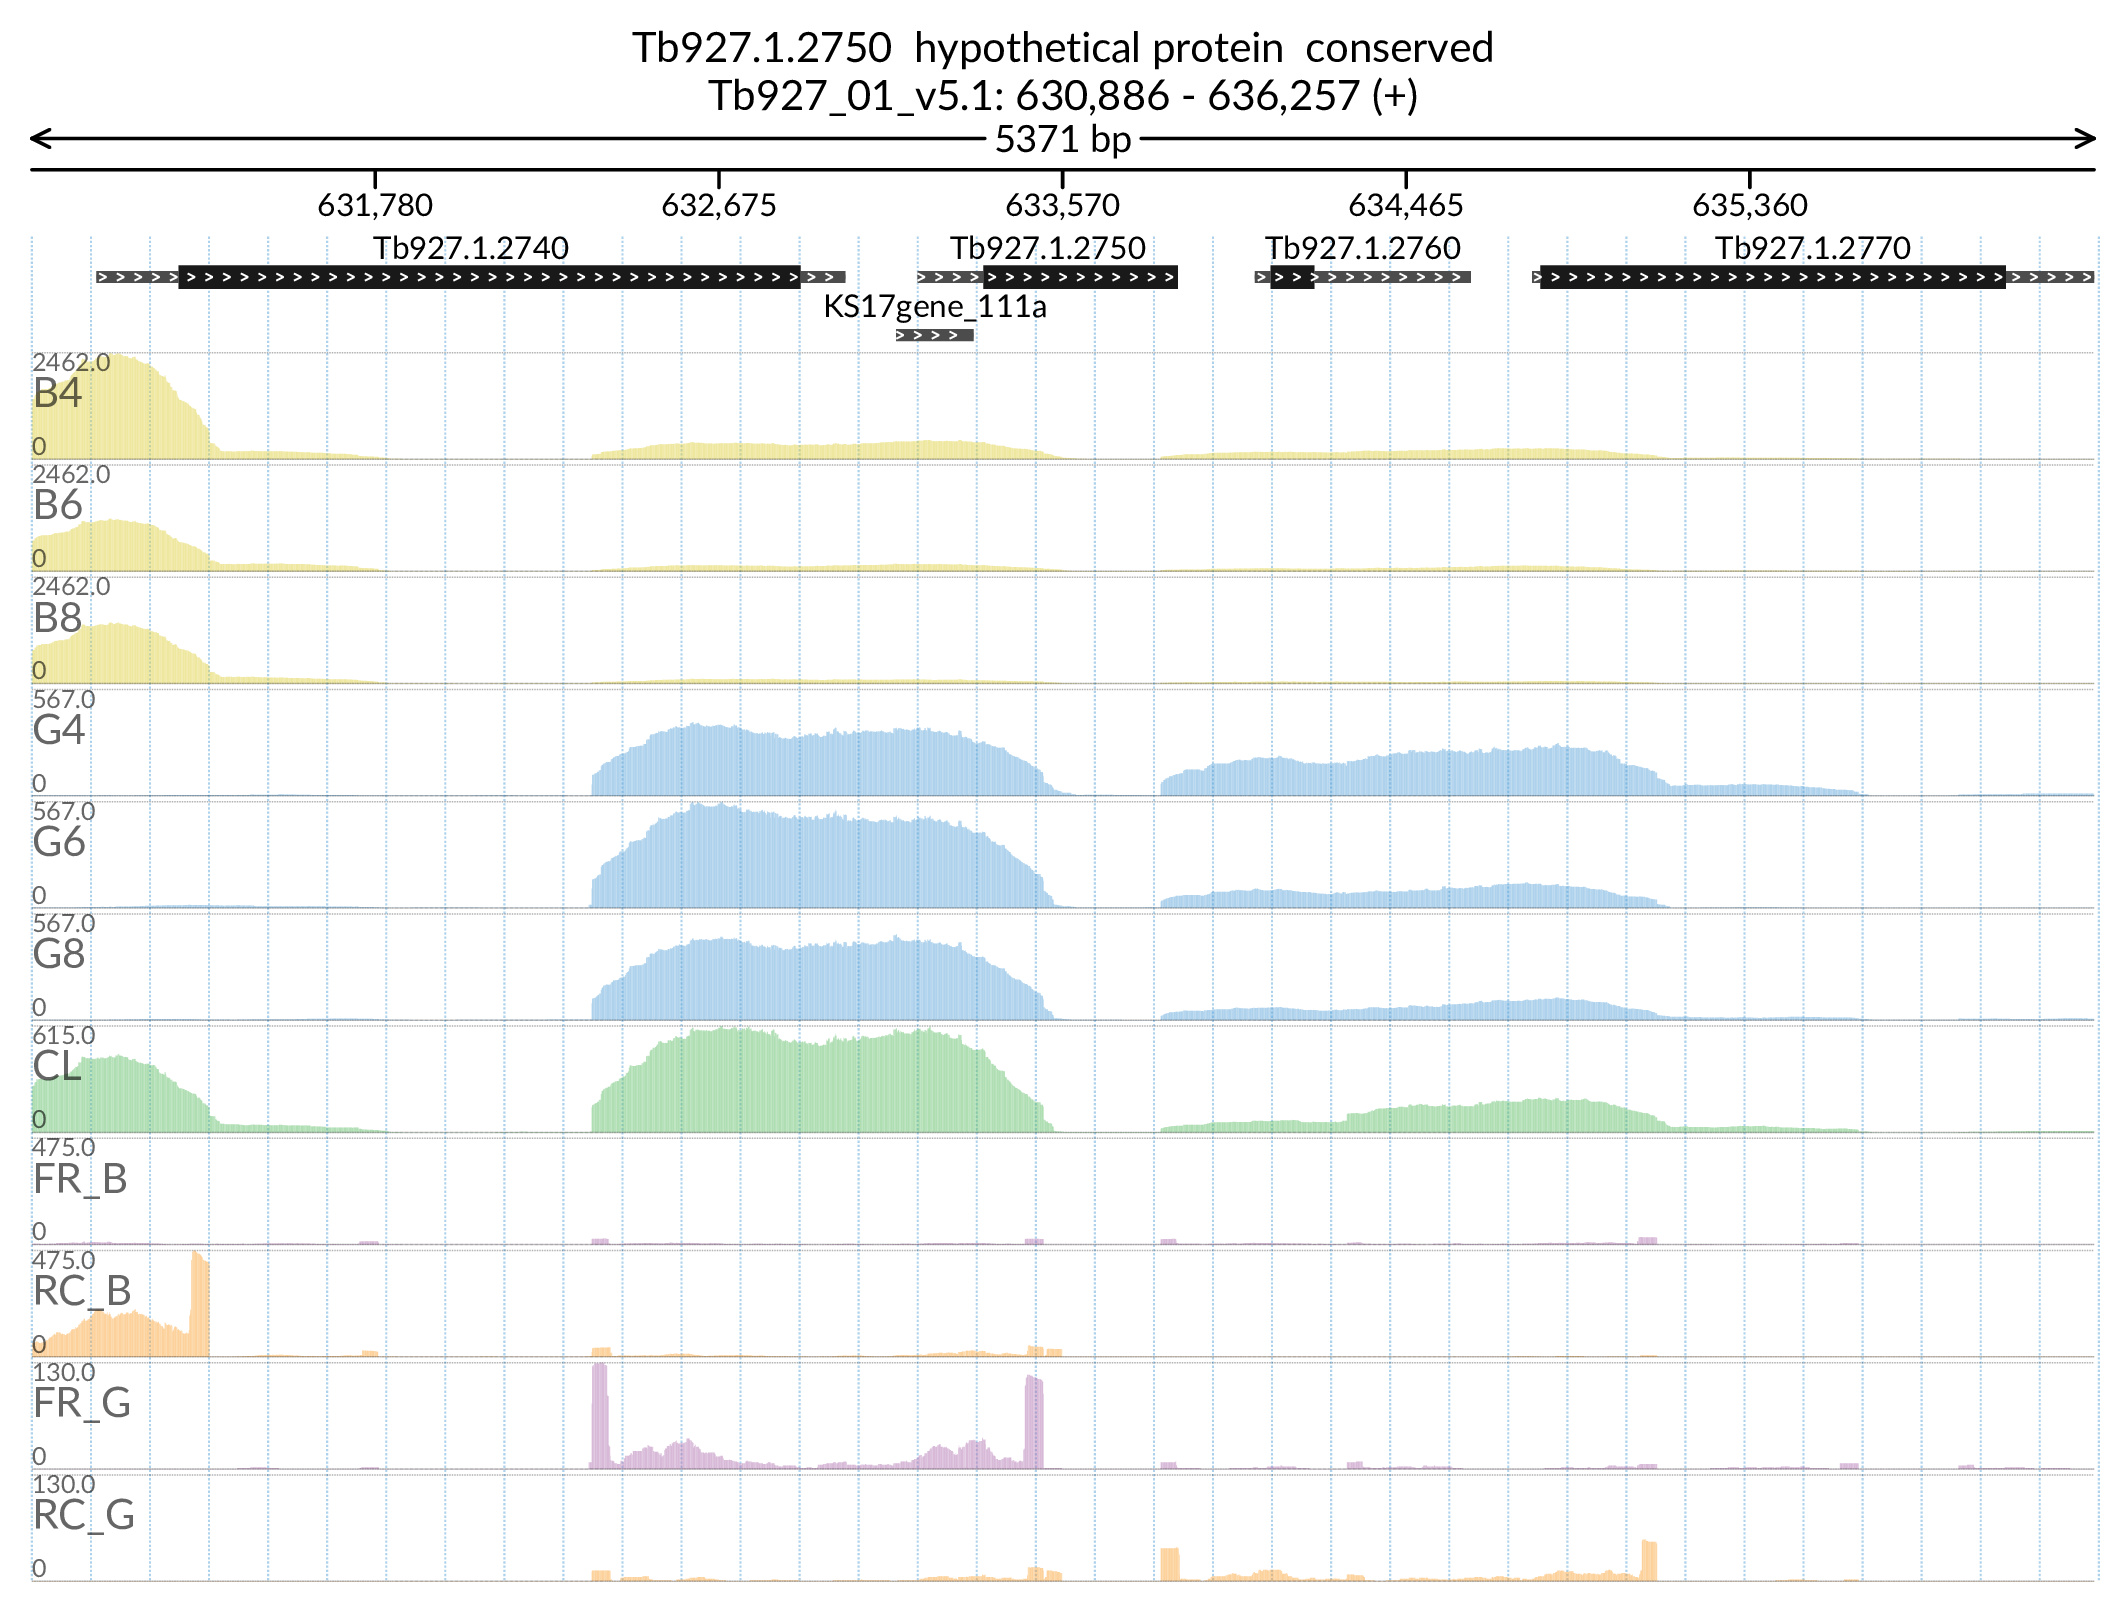 Tb927.1.2750  hypothetical protein  conserved
Tb927_01_v5.1: 630,886 - 636,257 (+)
5371 bp
631,780 632,675 633,570 634,465 635,360
Tb927.1.2740 Tb927.1.2750 Tb927.1.2760 Tb927.1.2770
KS17gene_111a
2462.0
B4
0
2462.0
B6
0
2462.0
B8
0
567.0
G4
0
567.0
G6
0
567.0
G8
0
615.0
CL
0
475.0
FR_B
0
475.0
RC_B
0
130.0
FR_G
0
130.0
RC_G
0